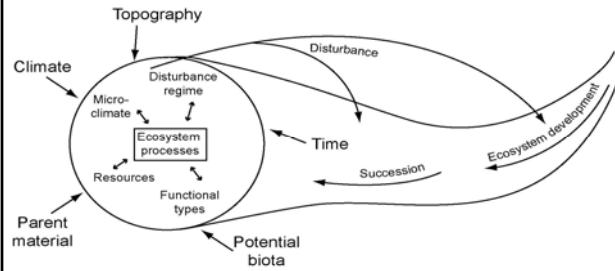 Topography
Disturbance
Climate
Disturbance
regime
Micro-
climate
Ecosystem development
Ecosystem
processes
Time
Succession
Resources
Functional
types
Parent
material
Potential
biota